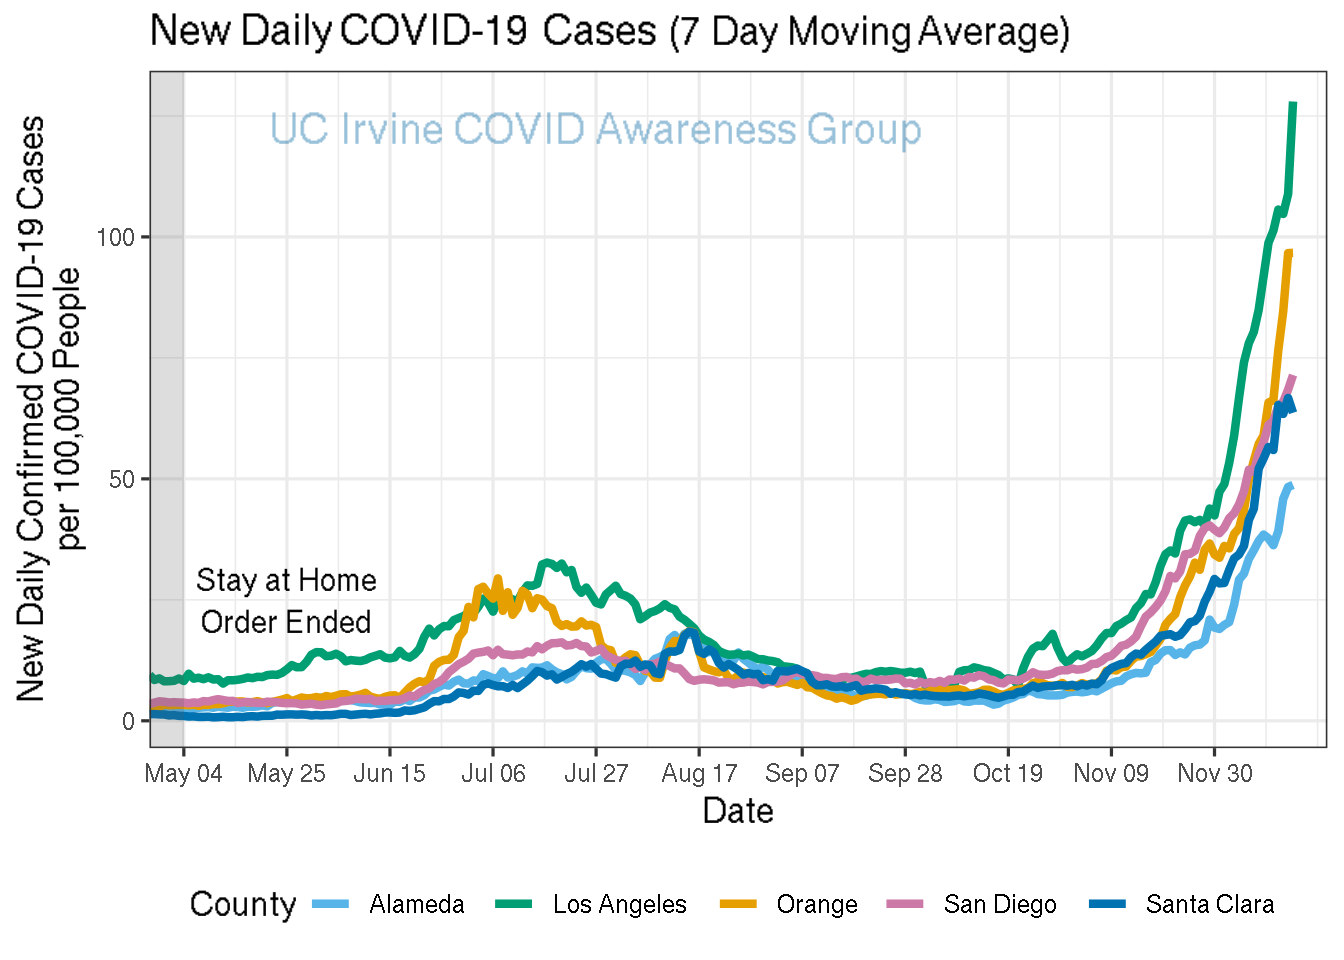 New Daily COVID-19 Cases (7 Day Moving Average)
UC Irvine COVID Awareness Group
New Daily Confirmed COVID-19 Cases
per 100,000 People
100
50
0
Stay at Home
Order Ended
May 04 May 25 Jun 15 Jul 06 Jul 27 Aug 17 Sep 07 Sep 28 Oct 19 Nov 09 Nov 30
Date
County Alameda Los Angeles Orange San Diego Santa Clara